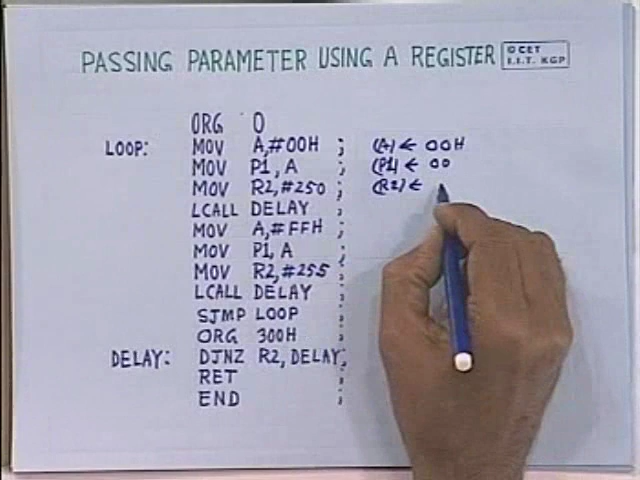 PASSING PARAMETER USING A REGISTER
© CET
I.I.T. KGP
ORG 0
LOOP: MOV A,#00H ; (A) ← 00H
MOV P1, A ; (P1) ← 00
MOV R2,#250 ; (R2) ←
LCALL DELAY
MOV A,#FFH ;
MOV P1, A ;
MOV R2,#255 ;
LCALL DELAY ;
SJMP LOOP ;
ORG 300H ;
DELAY: DJNZ R2, DELAY;
RET ;
END ;